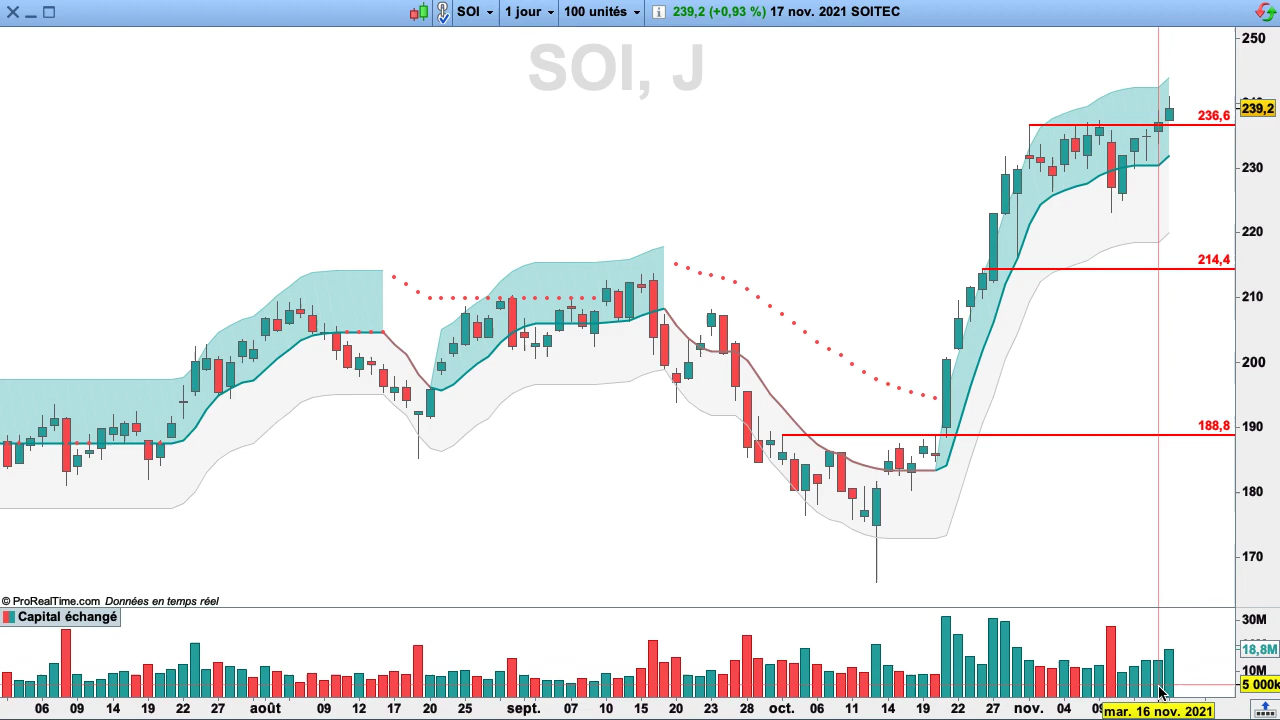 SOI 1 jour 100 unités 239,2 (+0,93 %) 17 nov. 2021 SOITEC
SOI, J
250
239,2
236,6
230
220
214,4
210
200
190
188,8
180
170
© ProRealTime.com Données en temps réel
Capital échangé
30M
18,8M
10M
5 000k
06 09 14 19 22 27 août 09 12 17 20 25 sept. 07 10 15 20 23 28 oct. 06 11 14 19 22 27 nov. 04 09
mar. 16 nov. 2021